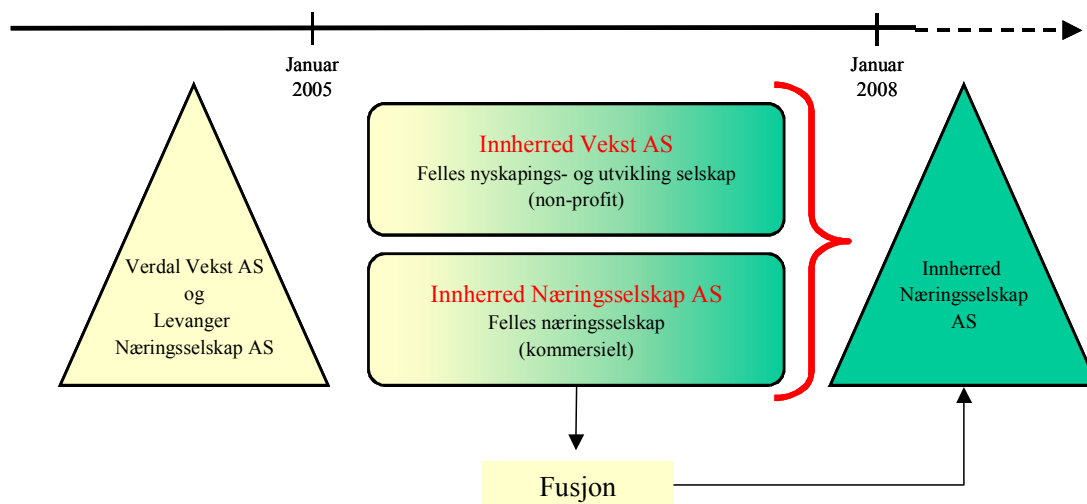 Januar
2005
Januar
2008
Verdal Vekst AS
og
Levanger
Næringsselskap AS
Innherred Vekst AS
Felles nyskapings- og utvikling selskap
(non-profit)
Innherred Næringsselskap AS
Felles næringsselskap
(kommersielt)
Innherred
Næringsselskap
AS
Fusjon